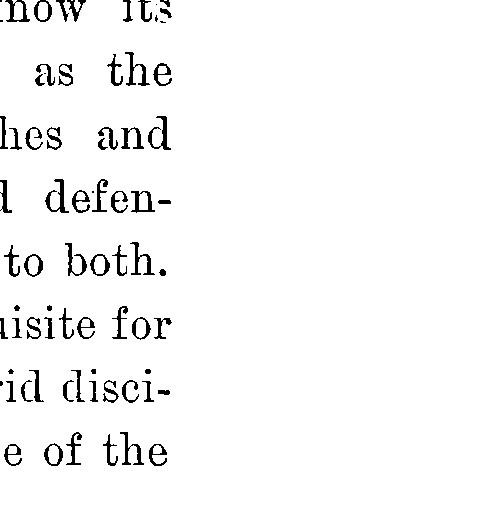 now its
as the
hes and
d defen-
to both.
uisite for
rid disci-
e of the